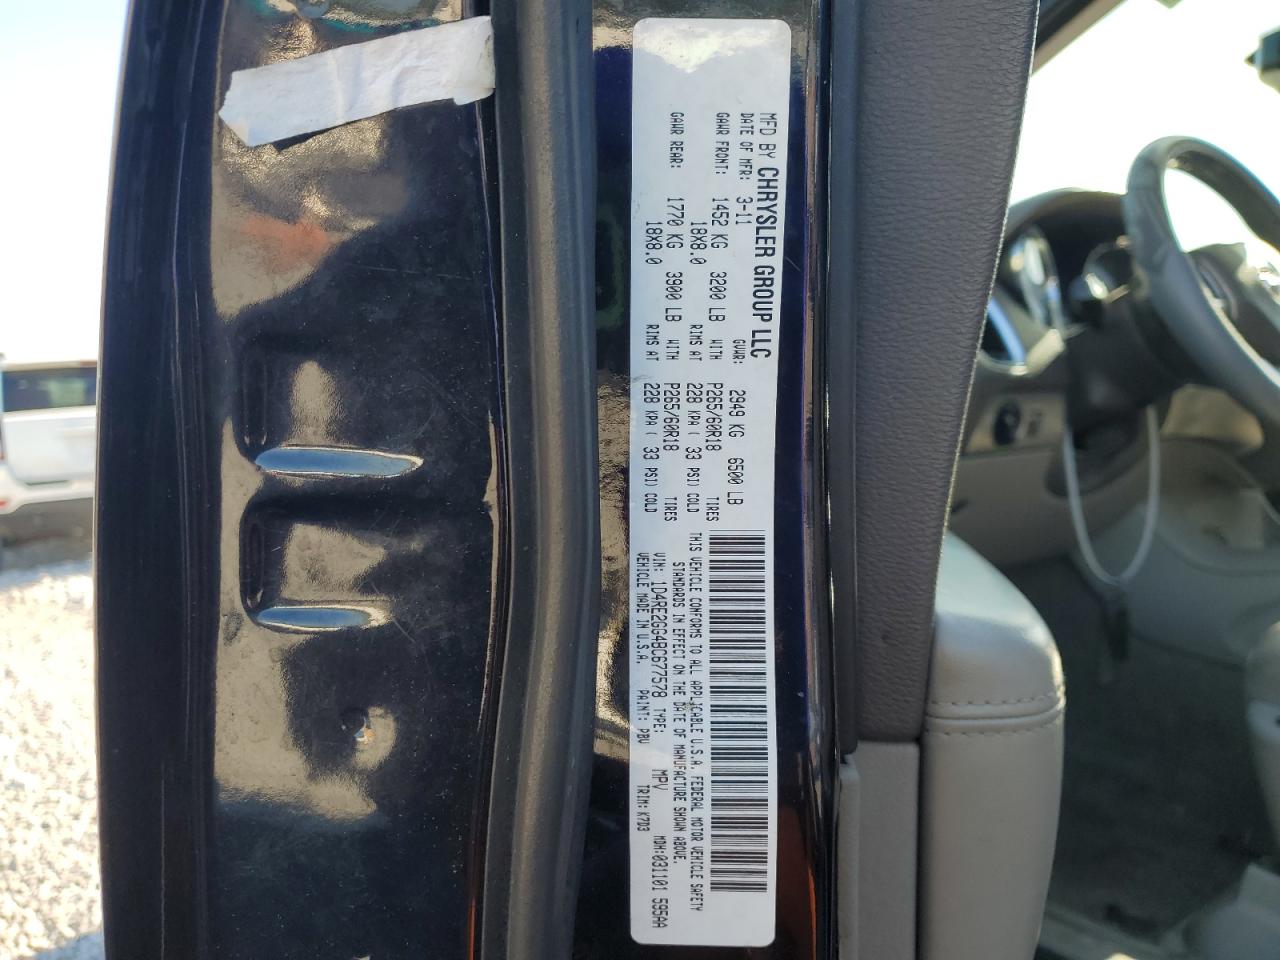 MFD BY CHRYSLER GROUP LLC
DATE OF MFR: 3-11 GVWR: 2949 KG 6500 LB
GAWR FRONT: 1452 KG 3200 LB WITH P265/60R18 TIRES
18X8.0 RIMS AT 228 KPA ( 33 PSI) COLD
GAWR REAR: 1770 KG 3900 LB WITH P265/60R18 TIRES
18X8.0 RIMS AT 228 KPA ( 33 PSI) COLD
THIS VEHICLE CONFORMS TO ALL APPLICABLE U.S.A. FEDERAL MOTOR VEHICLE SAFETY
STANDARDS IN EFFECT ON THE DATE OF MANUFACTURE SHOWN ABOVE.
VIN: 1D4RE2GG4BC677578 TYPE: MPV MDH:031101 595AA
VEHICLE MADE IN U.S.A. PAINT: PBV TRIM: K7D3